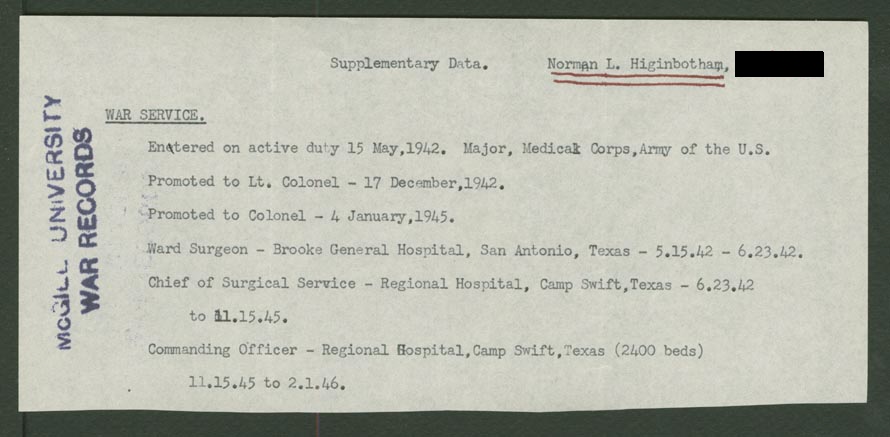 Supplementary Data. Norman L. Higinbotham,
WAR SERVICE.
Entered on active duty 15 May,1942. Major, Medical Corps,Army of the U.S.
Promoted to Lt. Colonel - 17 December,1942.
Promoted to Colonel - 4 January,1945.
Ward Surgeon - Brooke General Hospital, San Antonio, Texas - 5.15.42 - 6.23.42.
Chief of Surgical Service - Regional Hospital, Camp Swift,Texas - 6.23.42
to 11.15.45.
Commanding Officer - Regional Hospital,Camp Swift,Texas (2400 beds)
11.15.45 to 2.1.46.
MCGILL UNIVERSITY
WAR RECORDS